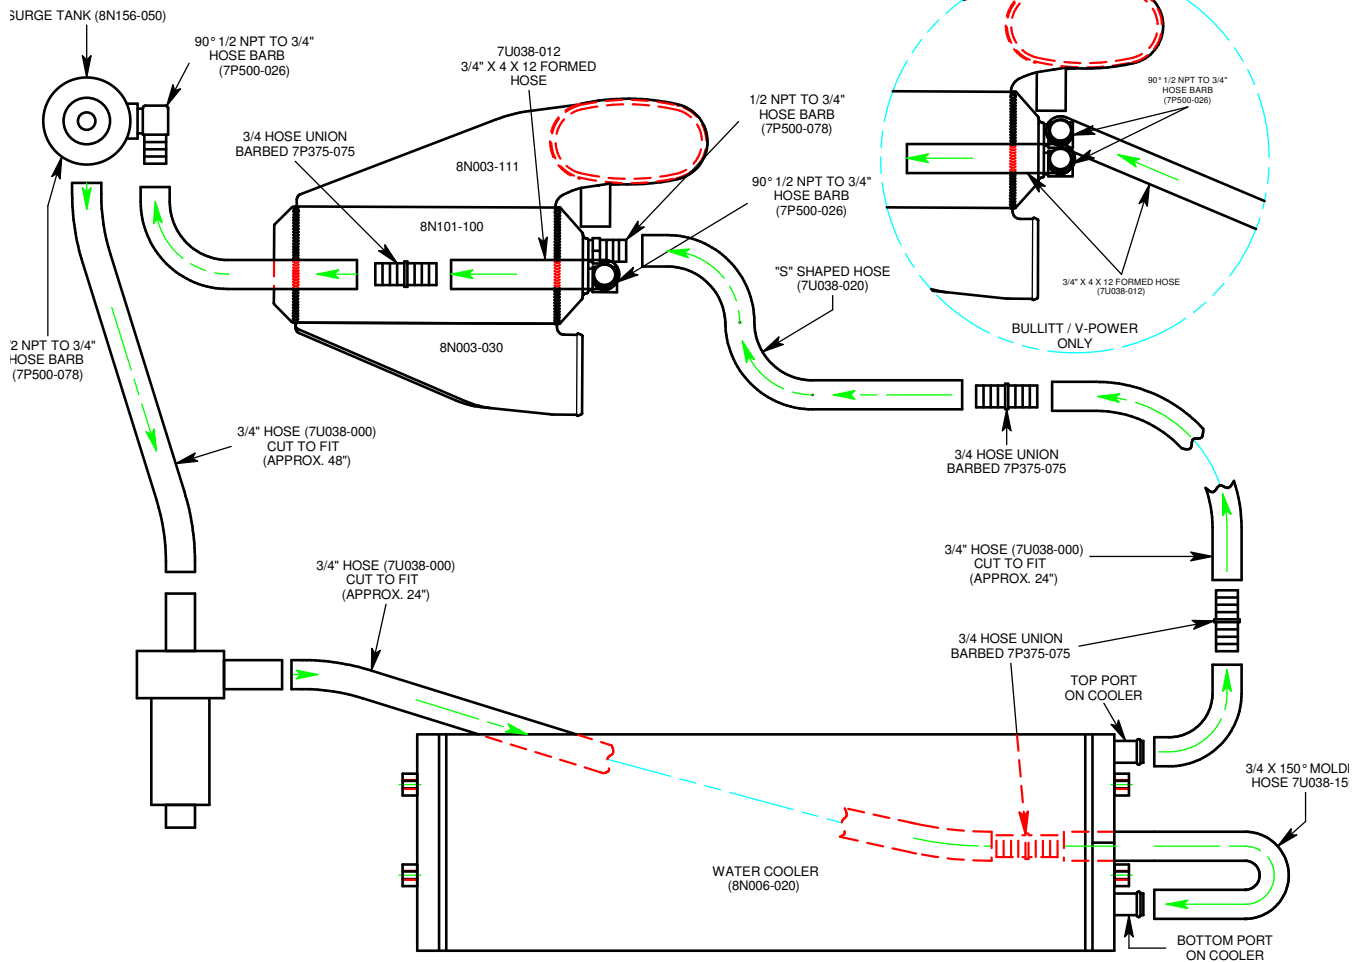 SURGE TANK (8N156-050)
90° 1/2 NPT TO 3/4"
HOSE BARB
(7P500-026)
7U038-012
3/4" X 4 X 12 FORMED
HOSE
3/4 HOSE UNION
BARBED 7P375-075
8N003-111
1/2 NPT TO 3/4"
HOSE BARB
(7P500-078)
90° 1/2 NPT TO 3/4"
HOSE BARB
(7P500-026)
8N101-100
"S" SHAPED HOSE
(7U038-020)
8N003-030
90° 1/2 NPT TO 3/4"
HOSE BARB
(7P500-026)
3/4" X 4 X 12 FORMED HOSE
(7U038-012)
BULLITT / V-POWER
ONLY
2 NPT TO 3/4"
HOSE BARB
(7P500-078)
3/4" HOSE (7U038-000)
CUT TO FIT
(APPROX. 48")
3/4 HOSE UNION
BARBED 7P375-075
3/4" HOSE (7U038-000)
CUT TO FIT
(APPROX. 24")
3/4" HOSE (7U038-000)
CUT TO FIT
(APPROX. 24")
3/4 HOSE UNION
BARBED 7P375-075
TOP PORT
ON COOLER
3/4 X 150° MOLD
HOSE 7U038-15
WATER COOLER
(8N006-020)
BOTTOM PORT
ON COOLER